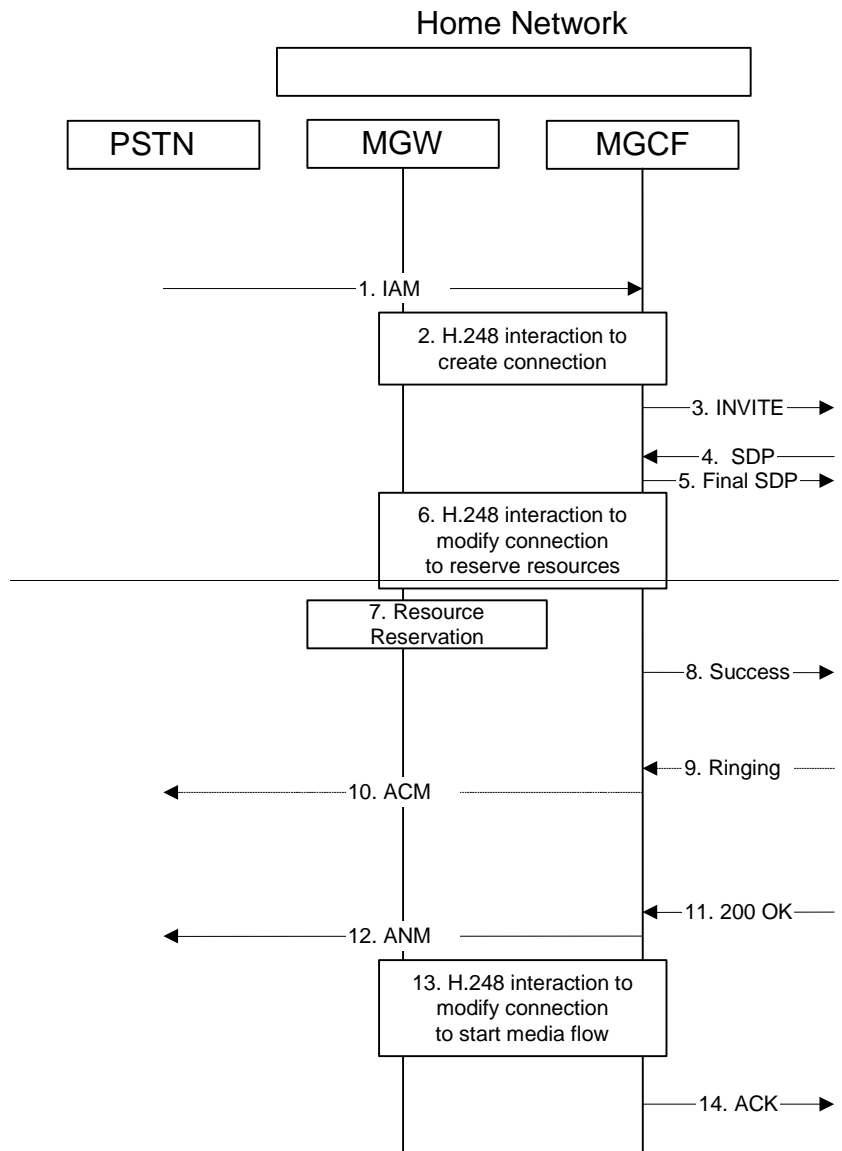 Home Network
PSTN
MGW
MGCF
1. IAM
2. H.248 interaction to
create connection
3. INVITE
4. SDP
5. Final SDP
6. H.248 interaction to
modify connection
to reserve resources
7. Resource
Reservation
8. Success
9. Ringing
10. ACM
11. 200 OK
12. ANM
13. H.248 interaction to
modify connection
to start media flow
14. ACK